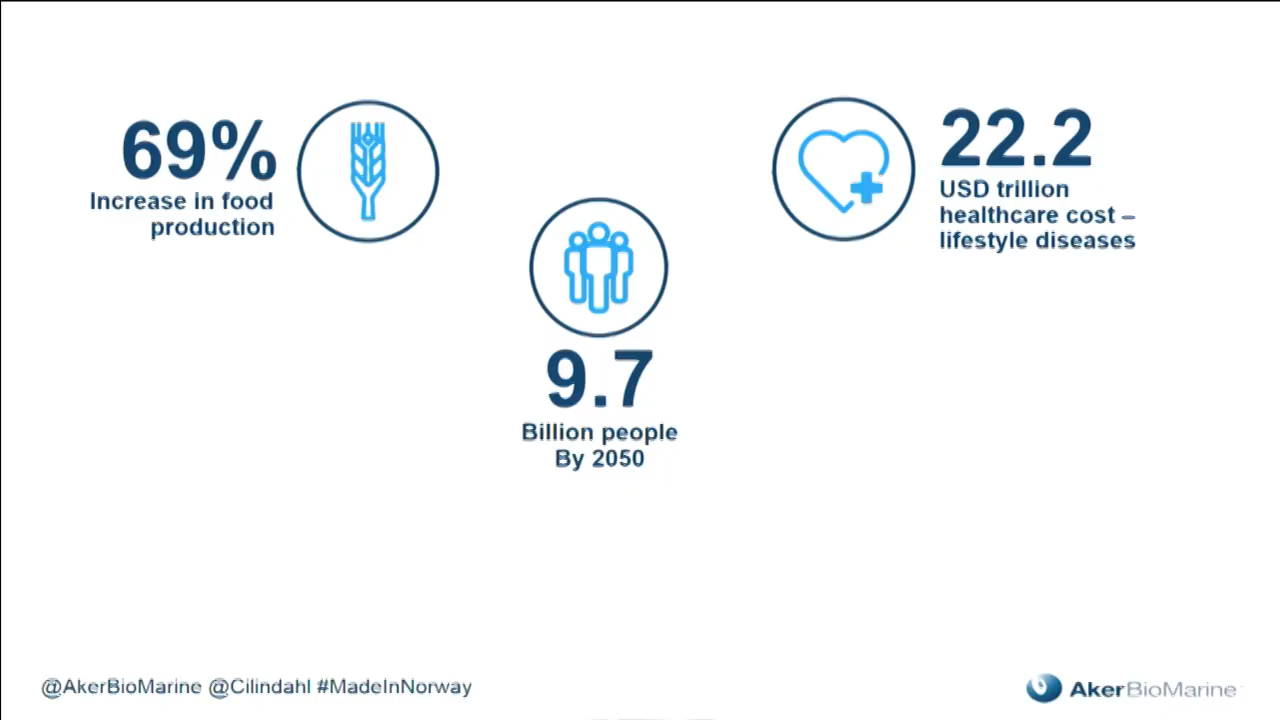 69%
Increase in food
production
9.7
Billion people
By 2050
22.2
USD trillion
healthcare cost –
lifestyle diseases
@AkerBioMarine @Cilindahl #MadeInNorway
AkerBioMarine